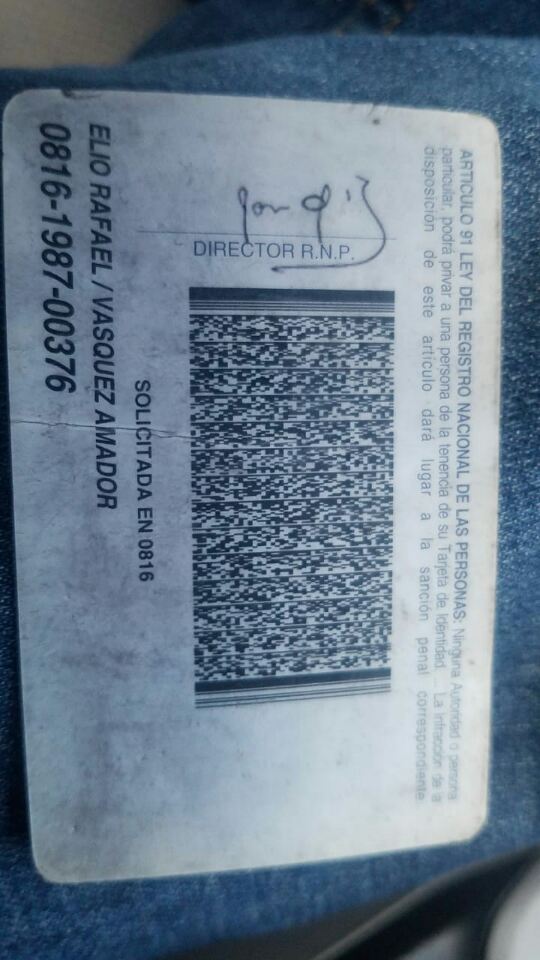 ARTICULO 91 LEY DEL REGISTRO NACIONAL DE LAS PERSONAS: Ninguna Autoridad o persona
particular, podrá privar a una persona de la tenencia de su Tarjeta de Identidad.... La infracción de la
disposición de este artículo dará lugar a la sanción penal correspondiente
DIRECTOR R.N.P.
SOLICITADA EN 0816
ELIO RAFAEL / VASQUEZ AMADOR
0816-1987-00376